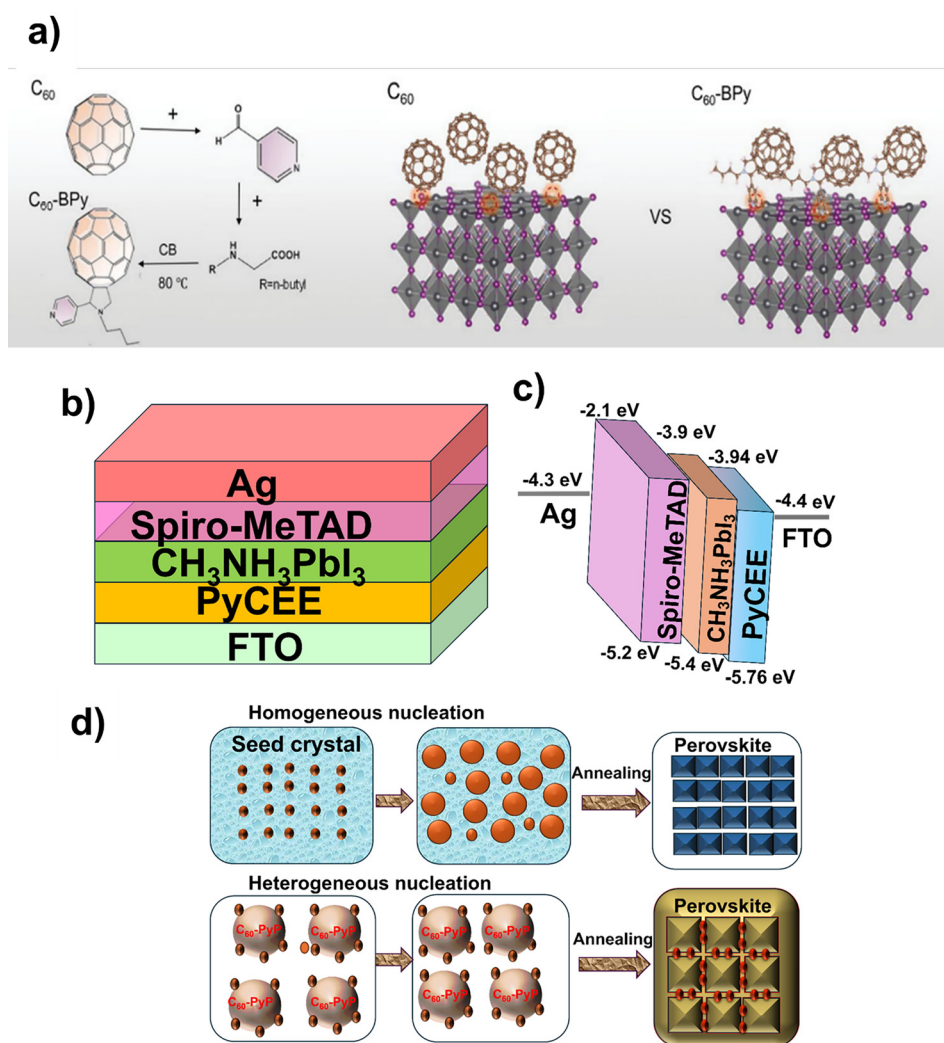 a)
C60
+
O
H
N
+
C60-BPy
CB
80 °C
H
N
R
COOH
R=n-butyl
N
N
C60
VS
C60-BPy
b)
Ag
Spiro-MeTAD
CH3NH3PbI3
PyCEE
FTO
c)
-2.1 eV
-3.9 eV
-3.94 eV
-4.3 eV
Ag
-4.4 eV
FTO
Spiro-MeTAD
CH3NH3PbI3
PyCEE
-5.2 eV
-5.4 eV
-5.76 eV
d)
Homogeneous nucleation
Seed crystal
Annealing
Perovskite
Heterogeneous nucleation
C60-PyP
C60-PyP
C60-PyP
C60-PyP
C60-PyP
C60-PyP
C60-PyP
C60-PyP
Annealing
Perovskite